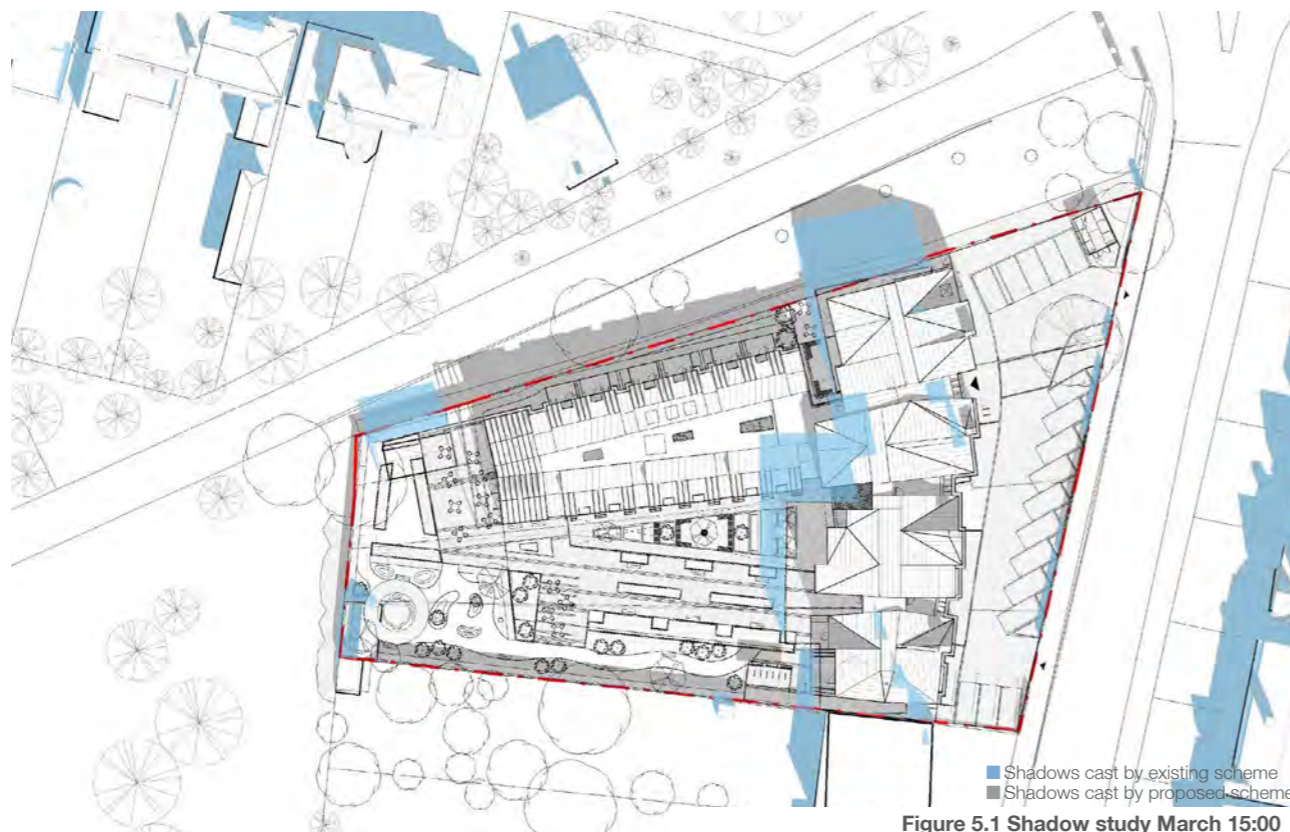 Shadows cast by existing scheme
Shadows cast by proposed scheme
Figure 5.1 Shadow study March 15:00